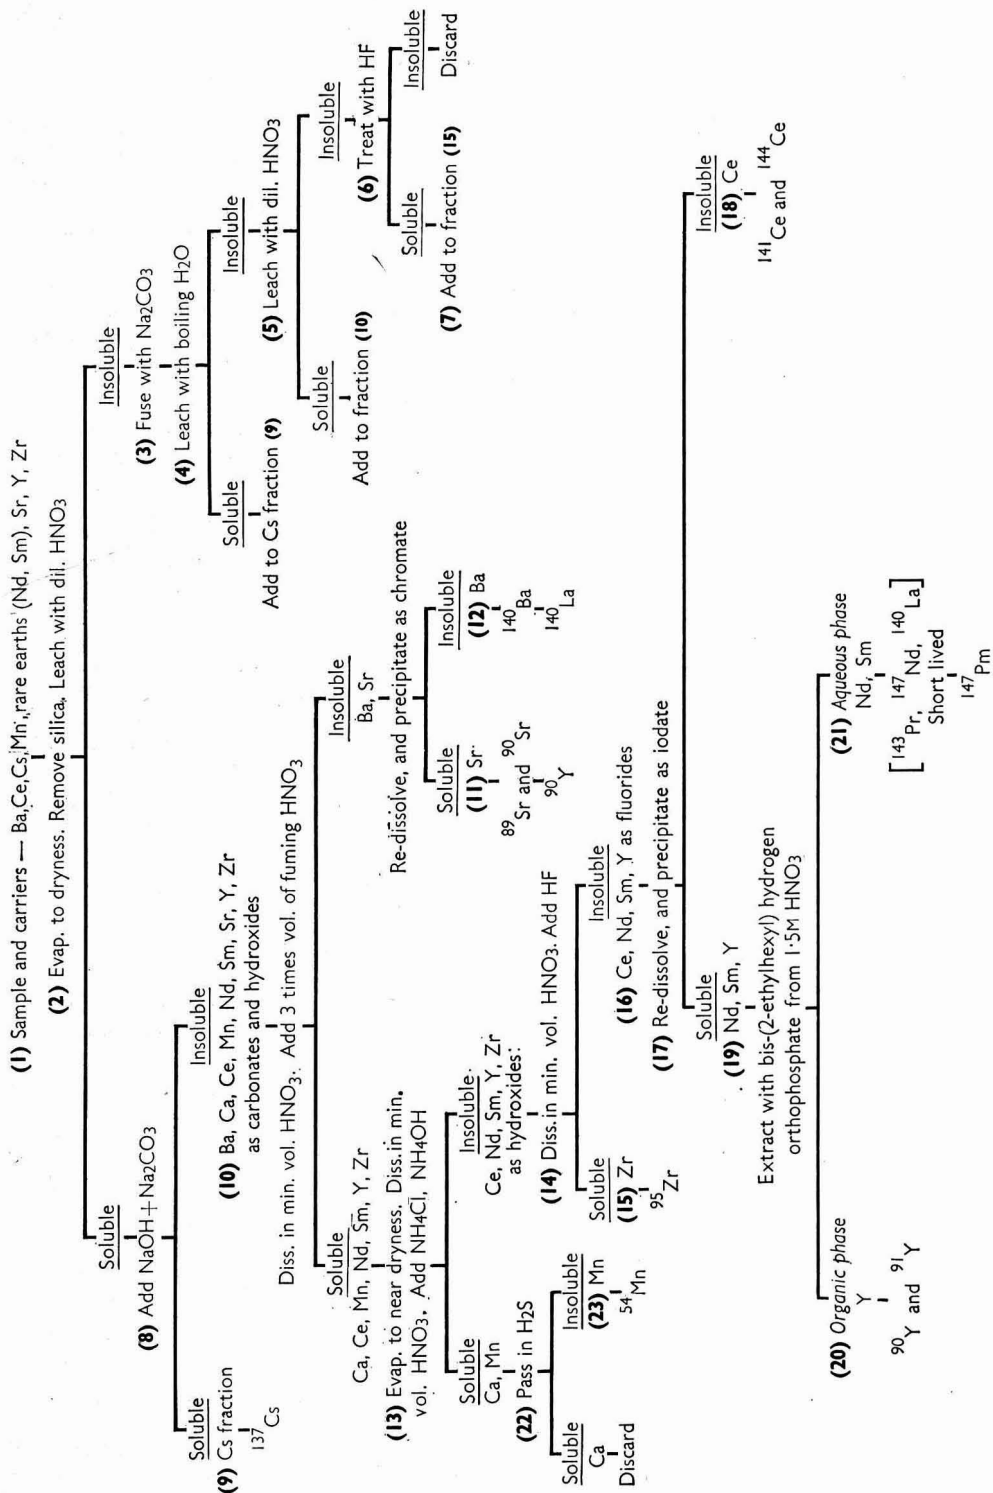 (1) Sample and carriers — Ba,Ce,Cs,Mn,rare earths (Nd, Sm), Sr, Y, Zr
(2) Evap. to dryness. Remove silica, Leach with dil. HNO3
Soluble
(8) Add NaOH+Na2CO3
Soluble
(9) Cs fraction
137Cs
Insoluble
(10) Ba, Ca, Ce, Mn, Nd, Sm, Sr, Y, Zr
as carbonates and hydroxides
Diss. in min. vol. HNO3. Add 3 times vol. of fuming HNO3
Soluble
Ca, Ce, Mn, Nd, Sm, Y, Zr
(13) Evap. to near dryness. Diss. in min.
vol. HNO3. Add NH4Cl, NH4OH
Soluble
Ca, Mn
(22) Pass in H2S
Soluble
Ca
Discard
Insoluble
(23) Mn
54Mn
Insoluble.
Ce, Nd, Sm, Y, Zr
as hydroxides.
(14) Diss. in min. vol. HNO3. Add HF
Soluble
(15) Zr
95Zr
Insoluble
(16) Ce, Nd, Sm, Y as fluorides
(17) Re-dissolve, and precipitate as iodate
Soluble
(19) Nd, Sm, Y
Extract with bis-(2-ethylhexyl) hydrogen
orthophosphate from 1·5M HNO3
(20) Organic phase
Y
90Y and 91Y
(21) Aqueous phase
Nd, Sm
[143Pr, 147Nd, 140La]
Short lived
147Pm
Insoluble
(18) Ce
141Ce and 144Ce
Insoluble
Ba, Sr
Re-dissolve, and precipitate as chromate
Soluble
(11) Sr
89Sr and 90Sr
90Y
Insoluble
(12) Ba
140Ba
140La
Insoluble
(3) Fuse with Na2CO3
(4) Leach with boiling H2O
Soluble
Add to Cs fraction (9)
Insoluble
(5) Leach with dil. HNO3
Soluble
Add to fraction (10)
Insoluble
(6) Treat with HF
Soluble
(7) Add to fraction (15)
Insoluble
Discard